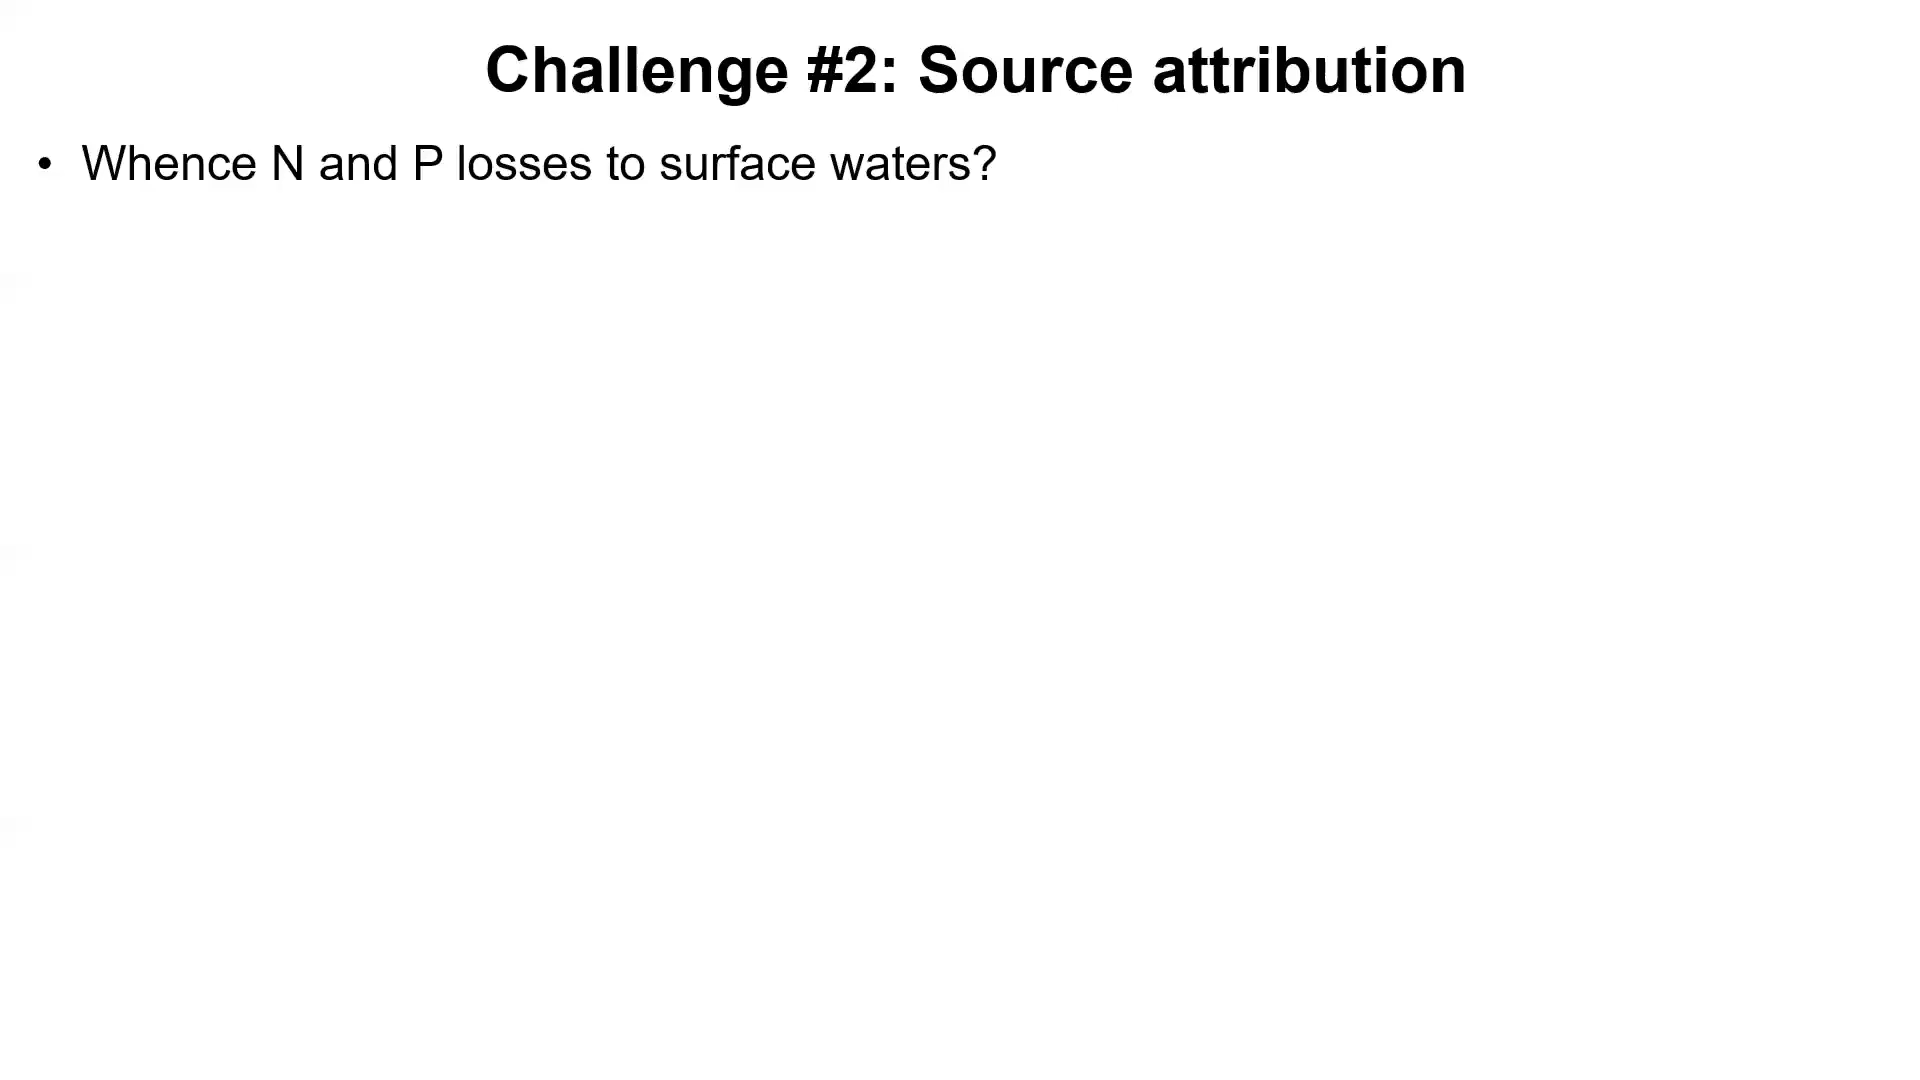 Challenge #2: Source attribution
• Whence N and P losses to surface waters?